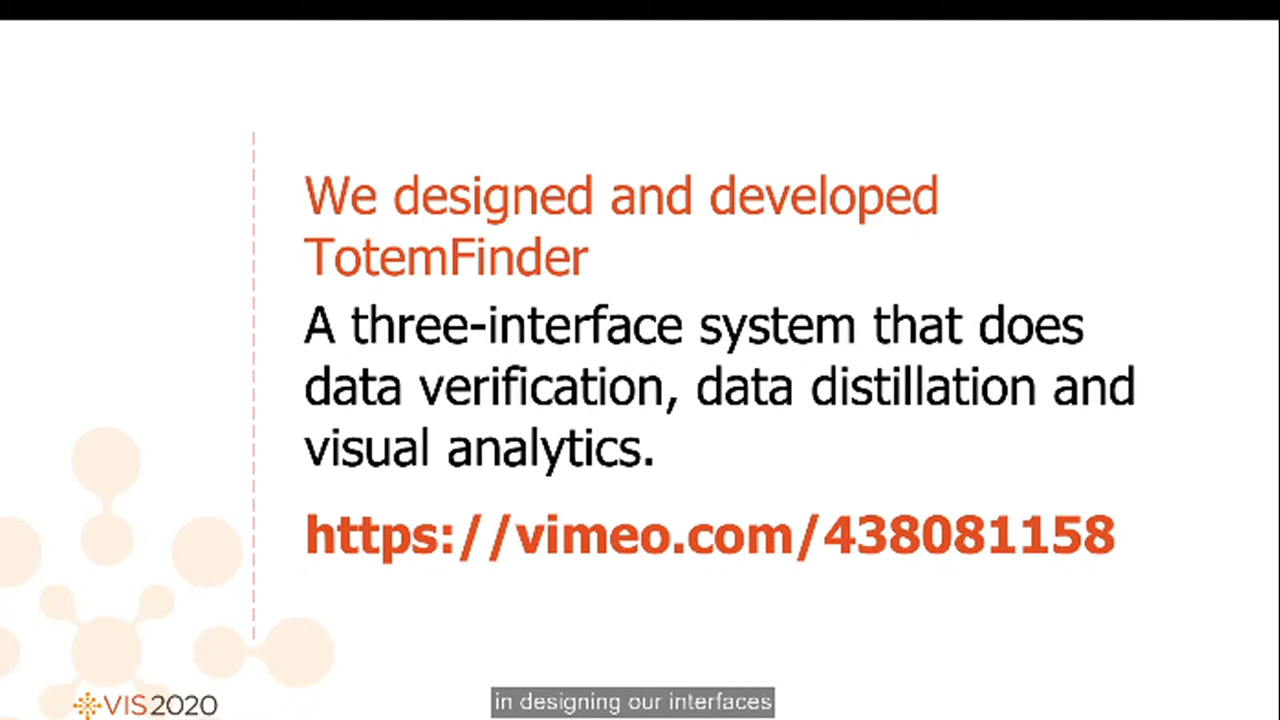 We designed and developed
TotemFinder
A three-interface system that does
data verification, data distillation and
visual analytics.
https://vimeo.com/438081158
VIS2020
in designing our interfaces